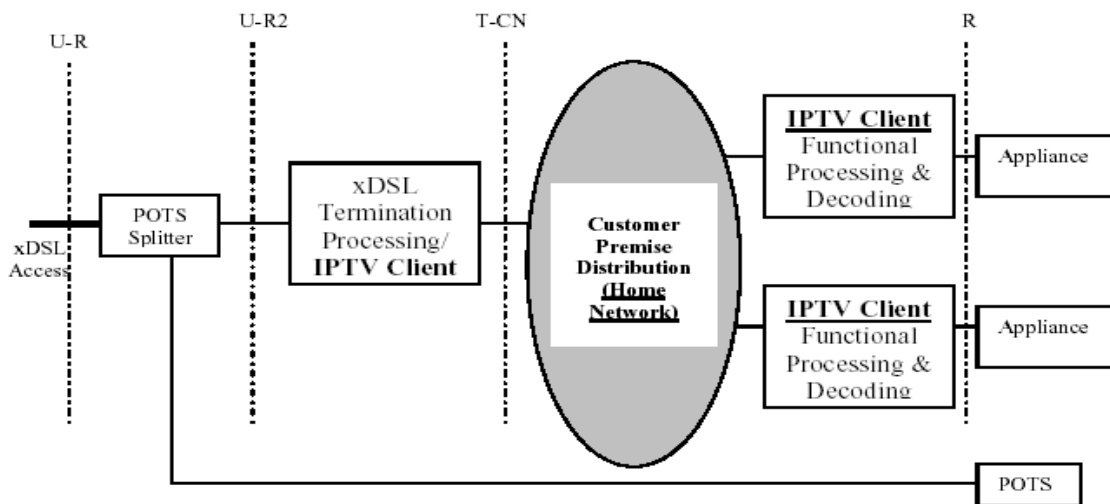 U-R
U-R2
T-CN
R
xDSL
Access
POTS
Splitter
xDSL
Termination
Processing/
IPTV Client
Customer
Premise
Distribution
(Home
Network)
IPTV Client
Functional
Processing &
Decoding
Appliance
IPTV Client
Functional
Processing &
Decoding
Appliance
POTS